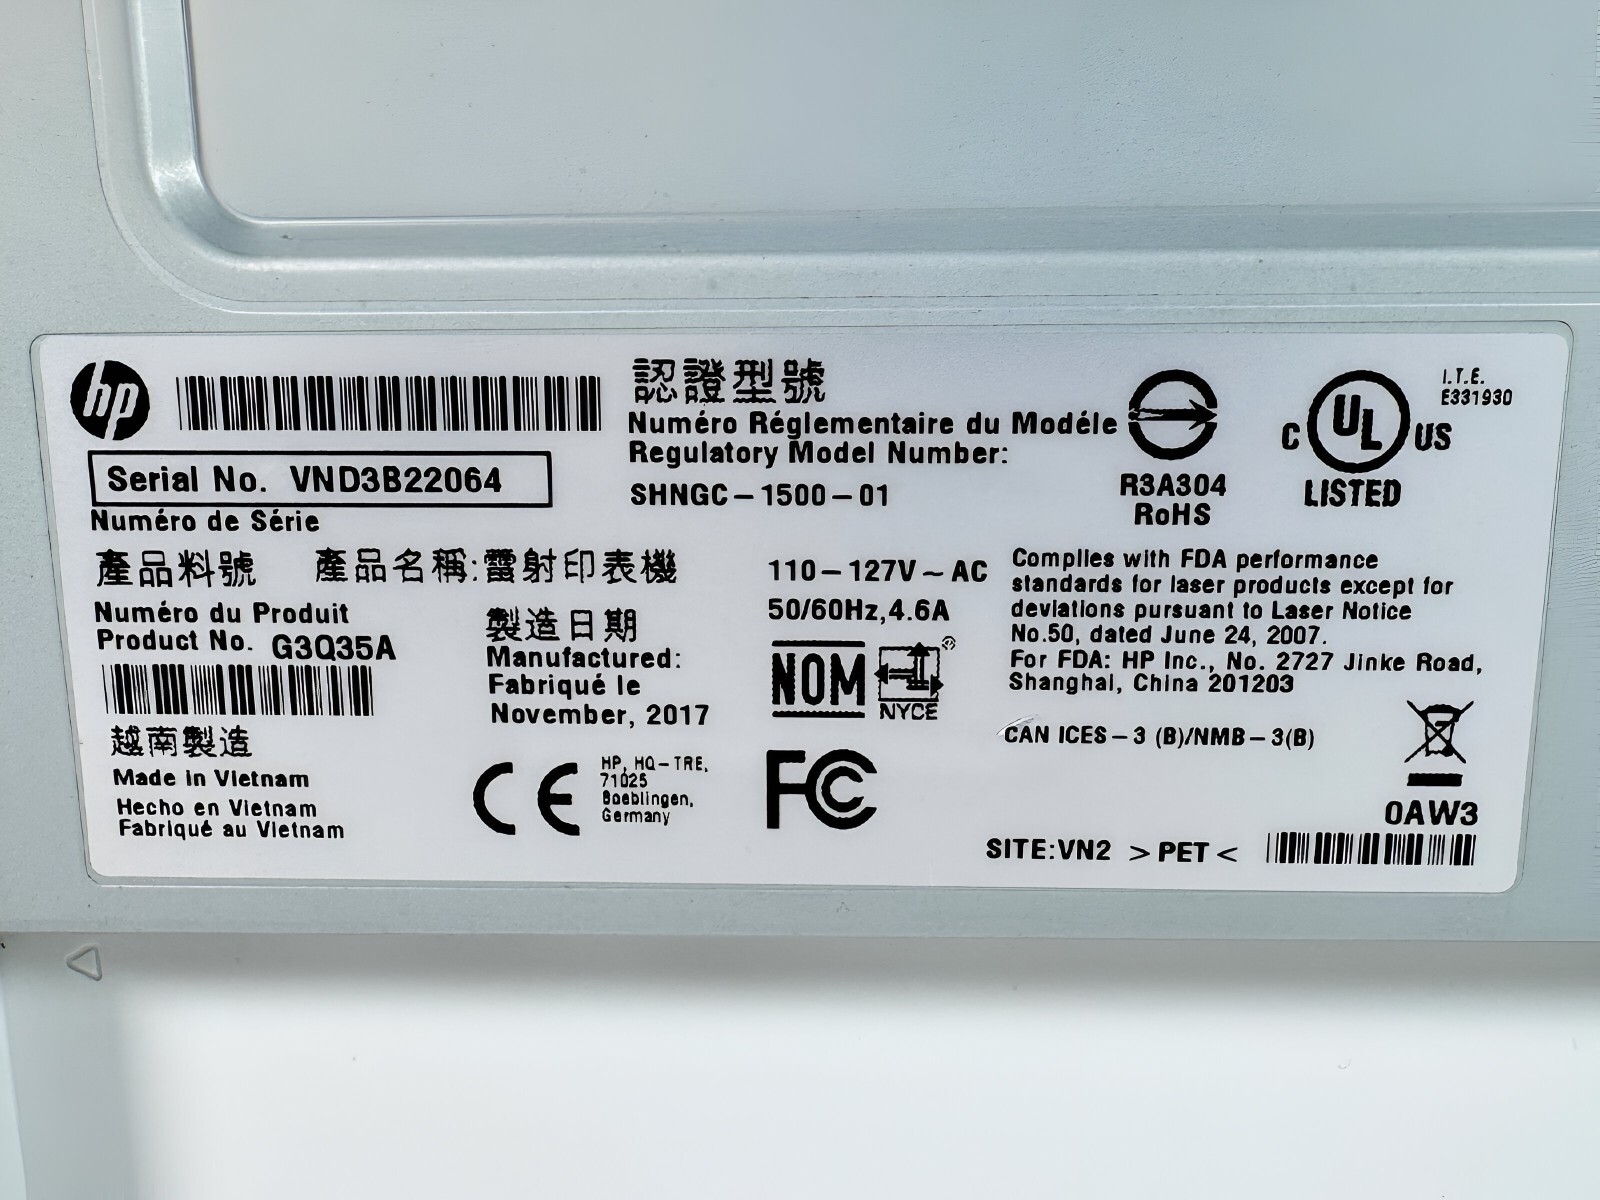 hp
Serial No. VND3B22064
Numéro de Série
產品料號
Numéro du Produit
Product No. G3Q35A
越南製造
Made in Vietnam
Hecho en Vietnam
Fabriqué au Vietnam
產品名稱:雷射印表機
製造日期
Manufactured:
Fabriqué le
November, 2017
CE
HP, HQ-TRE,
71025
Boeblingen,
Germany
認證型號
Numéro Réglementaire du Modéle
Regulatory Model Number:
SHNGC-1500-01
110-127V~AC
50/60Hz,4.6A
NOM
NYCE
®
FC
R3A304
RoHS
C UL US
LISTED
I.T.E.
E331930
Complies with FDA performance
standards for laser products except for
deviations pursuant to Laser Notice
No.50, dated June 24, 2007.
For FDA: HP Inc., No. 2727 Jinke Road,
Shanghai, China 201203
CAN ICES-3 (B)/NMB-3(B)
0AW3
SITE:VN2 >PET<